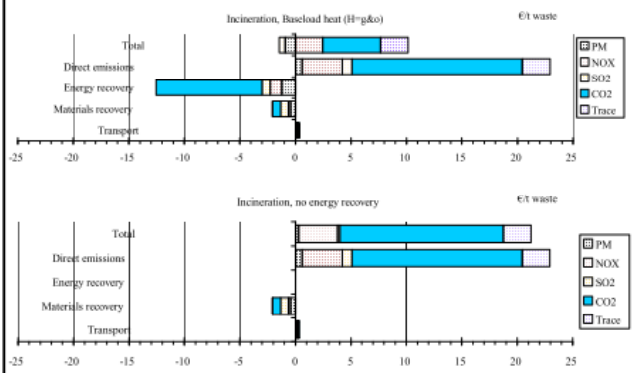 Incineration, Baseload heat (H=g&o)
€/t waste
Total
Direct emissions
Energy recovery
Materials recovery
Transport
-25 -20 -15 -10 -5 0 5 10 15 20 25
PM
NOX
SO2
CO2
Trace
Incineration, no energy recovery
€/t waste
Total
Direct emissions
Energy recovery
Materials recovery
Transport
-25 -20 -15 -10 -5 0 5 10 15 20 25
PM
NOX
SO2
CO2
Trace